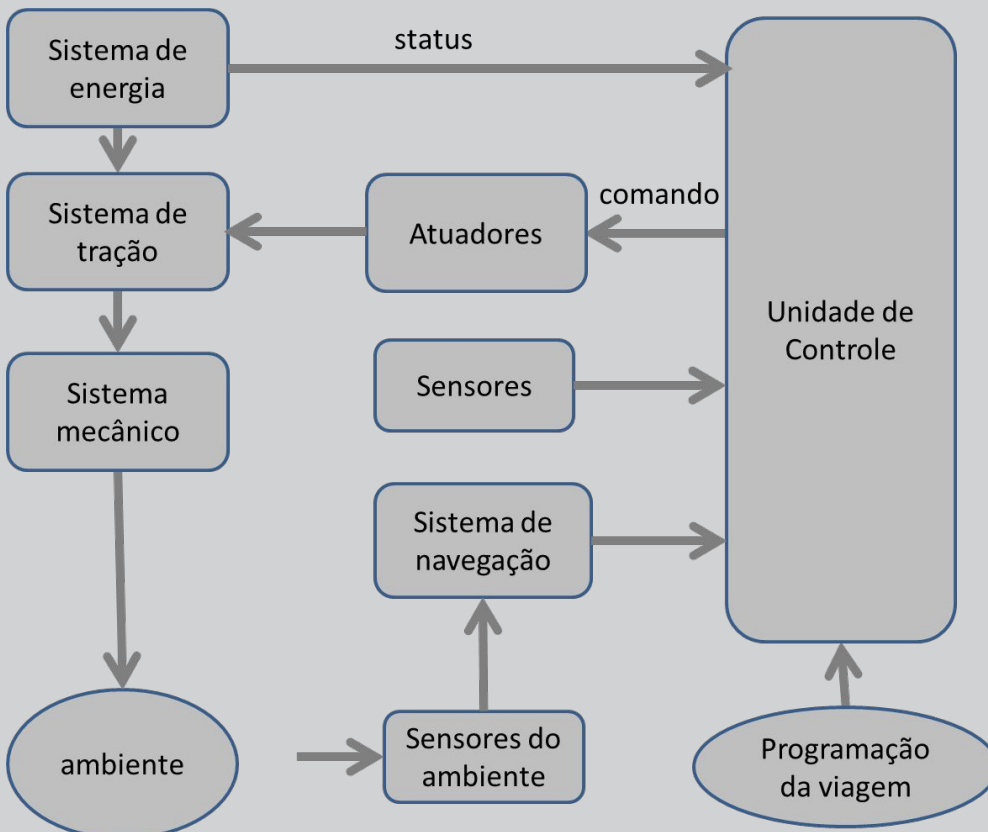 Sistema de
energia
status
Sistema de
tração
Atuadores
comando
Unidade de
Controle
Sistema
mecânico
Sensores
Sistema de
navegação
ambiente
Sensores do
ambiente
Programação
da viagem